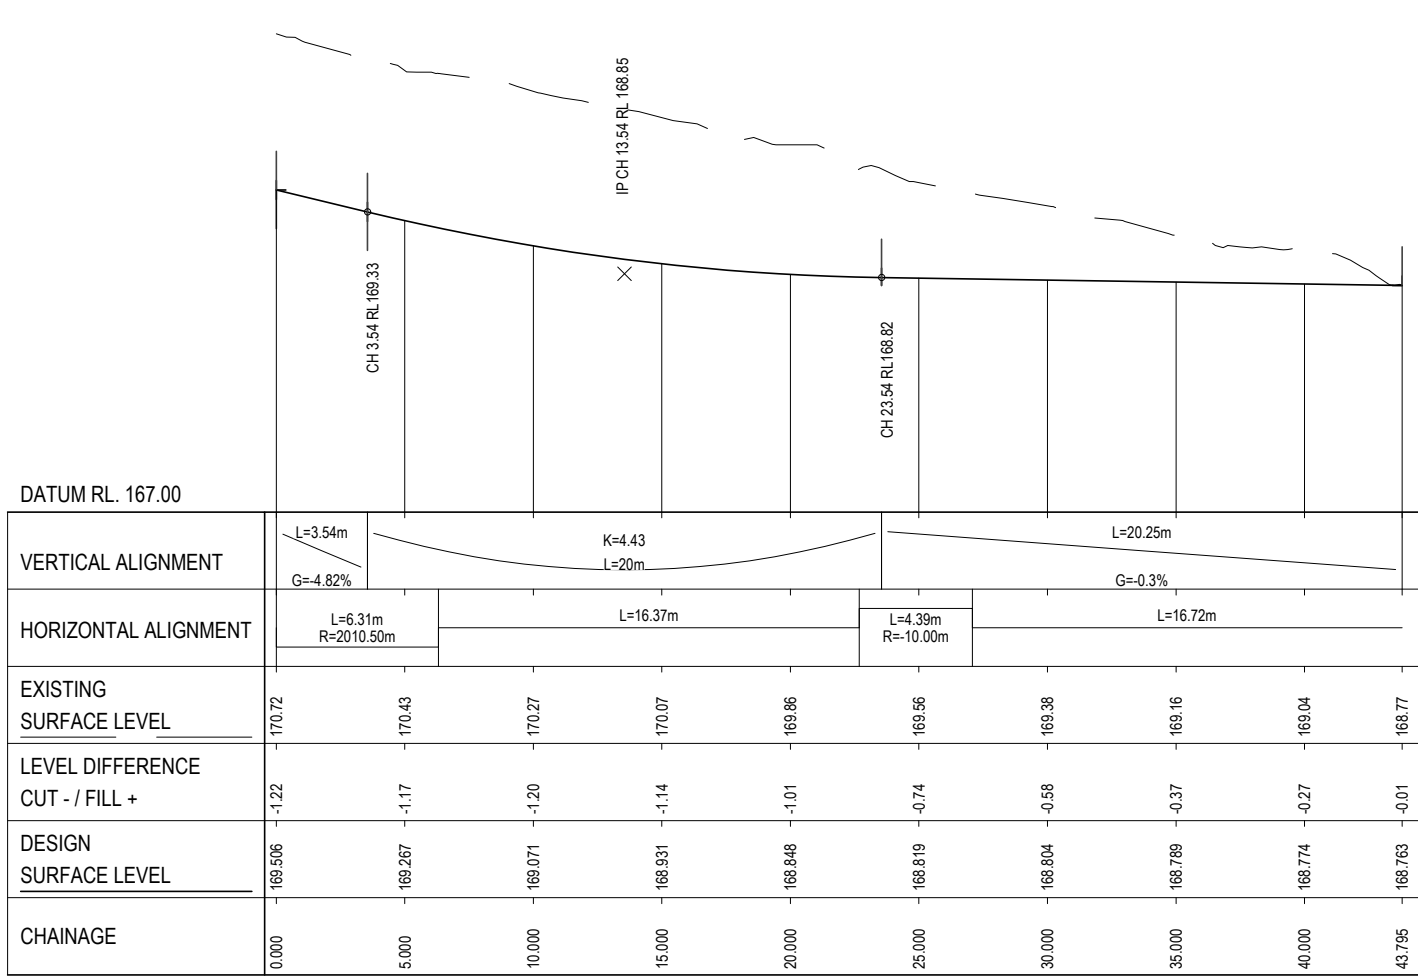 IP CH 13.54 RL 168.85
CH 3.54 RL169.33
CH 23.54 RL168.82
DATUM RL. 167.00
VERTICAL ALIGNMENT
L=3.54m
G=-4.82%
K=4.43
L=20m
L=20.25m
G=-0.3%
HORIZONTAL ALIGNMENT
L=6.31m
R=2010.50m
L=16.37m
L=4.39m
R=-10.00m
L=16.72m
EXISTING
SURFACE LEVEL
170.72 170.43 170.27 170.07 169.86 169.56 169.38 169.16 169.04 168.77
LEVEL DIFFERENCE
CUT - / FILL +
-1.22 -1.17 -1.20 -1.14 -1.01 -0.74 -0.58 -0.37 -0.27 -0.01
DESIGN
SURFACE LEVEL
169.506 169.267 169.071 168.931 168.848 168.819 168.804 168.789 168.774 168.763
CHAINAGE
0.000 5.000 10.000 15.000 20.000 25.000 30.000 35.000 40.000 43.795